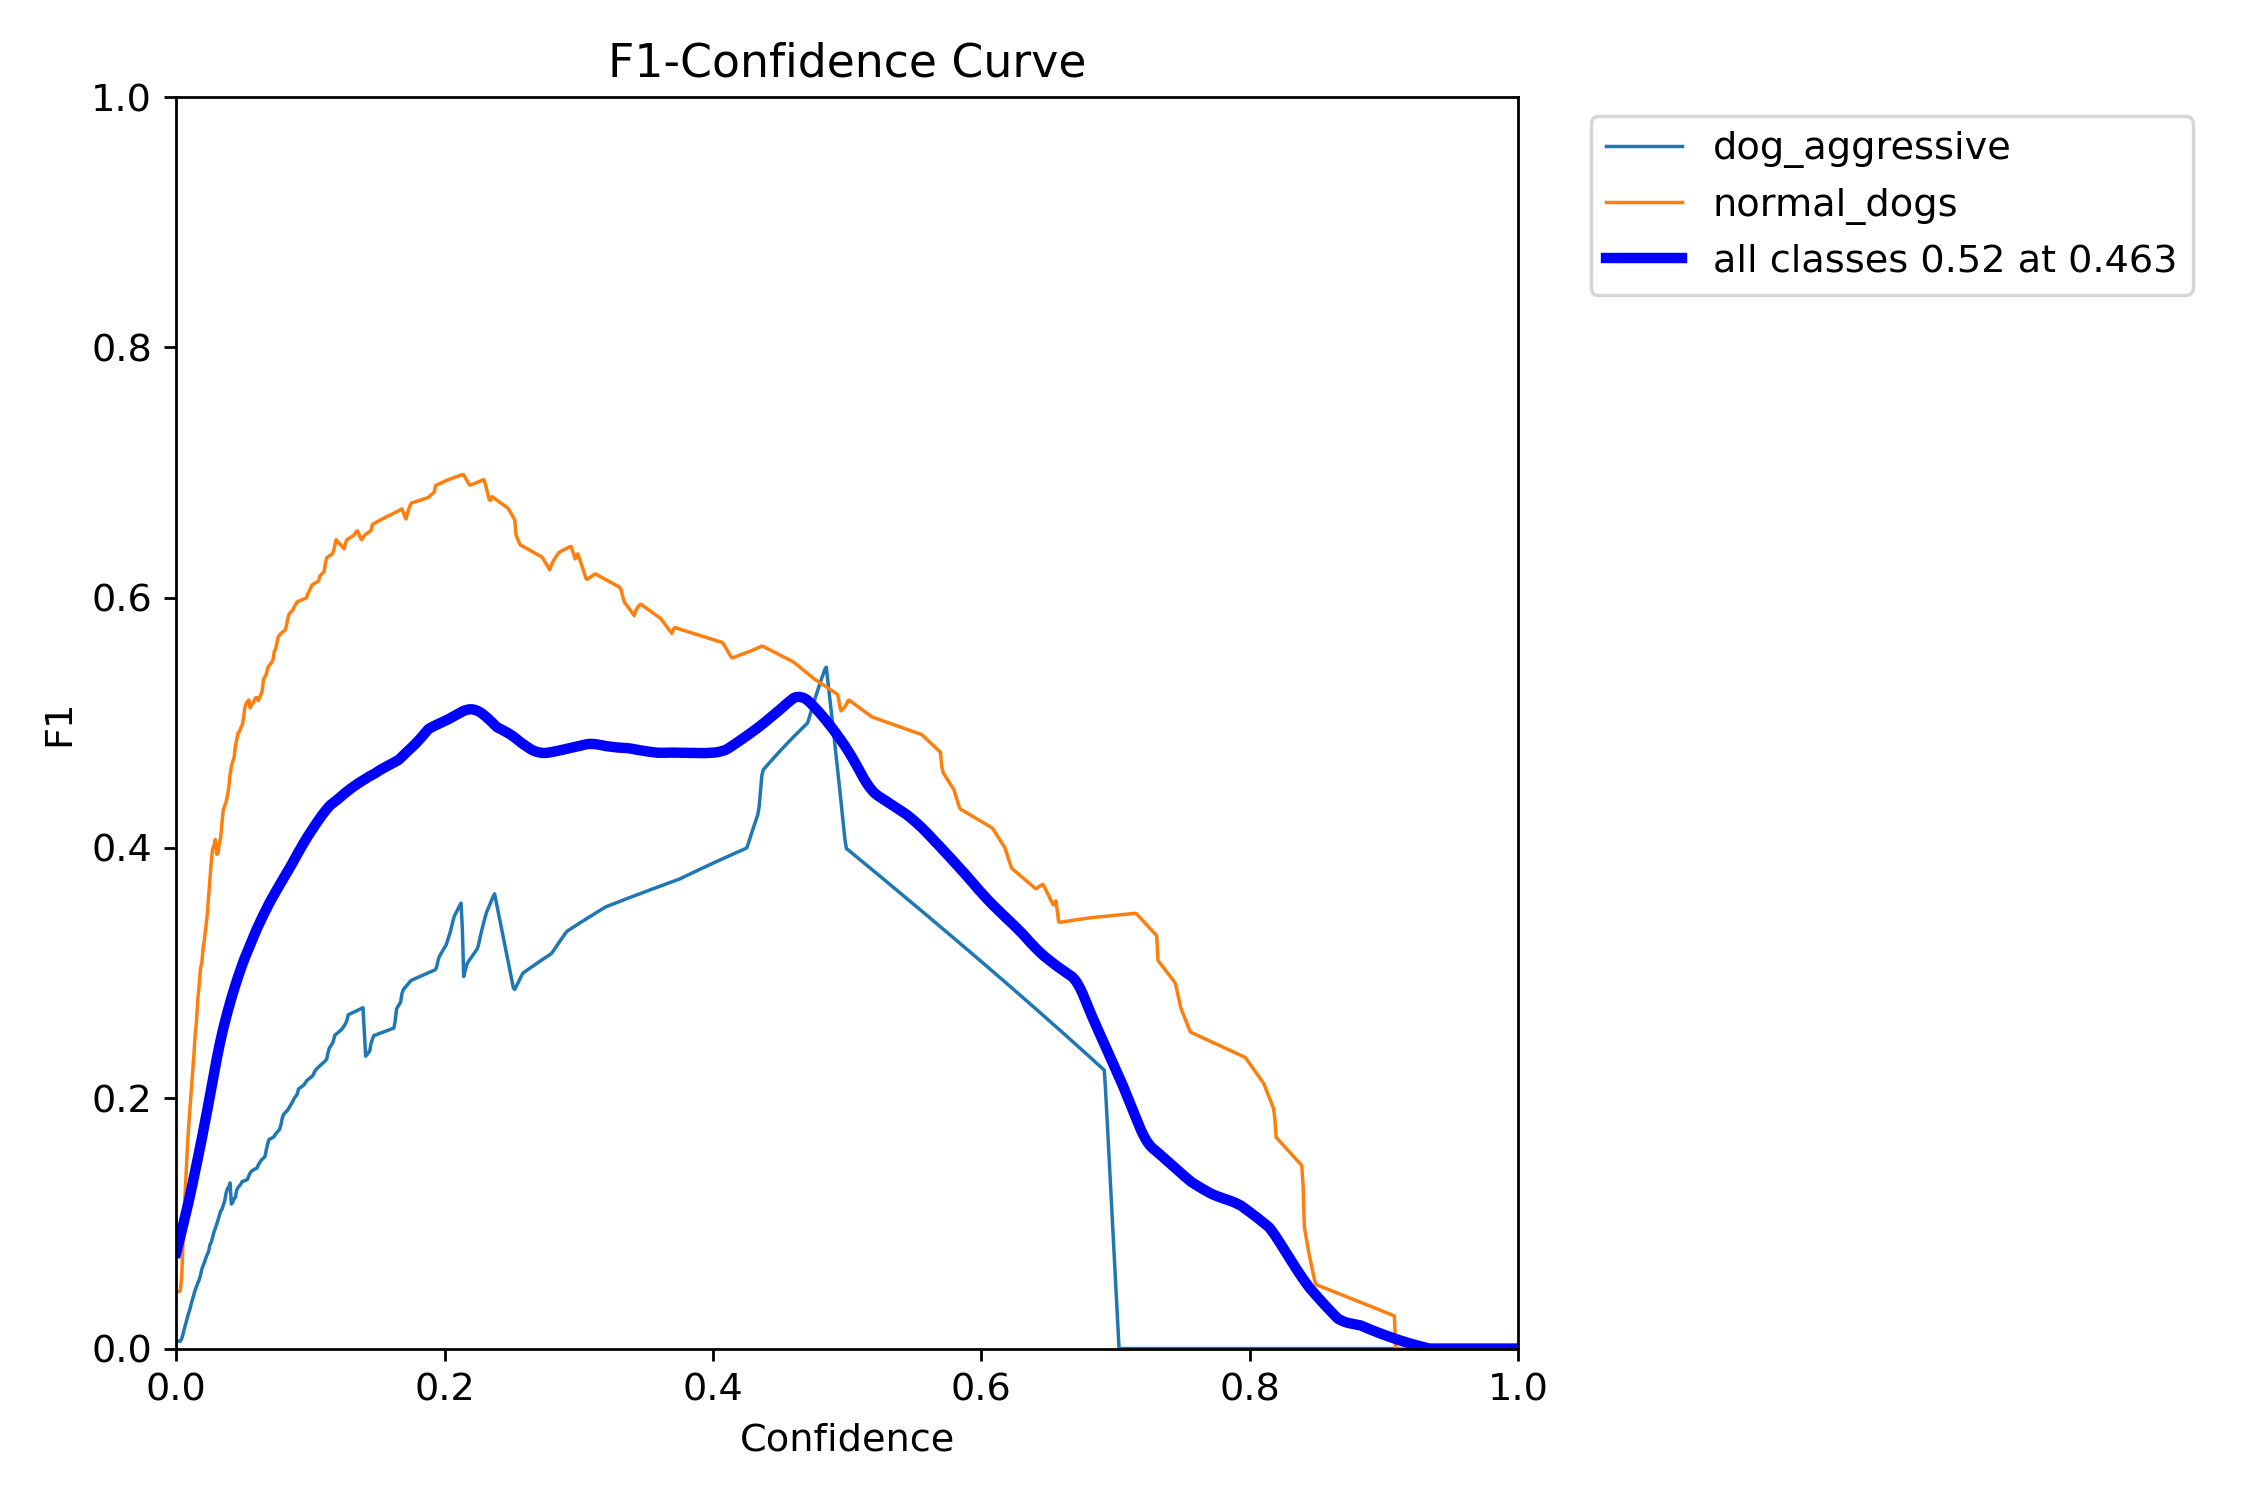 F1-Confidence Curve
1.0
0.8
0.6
0.4
0.2
0.0
F1
0.0 0.2 0.4 0.6 0.8 1.0
Confidence
dog_aggressive
normal_dogs
all classes 0.52 at 0.463